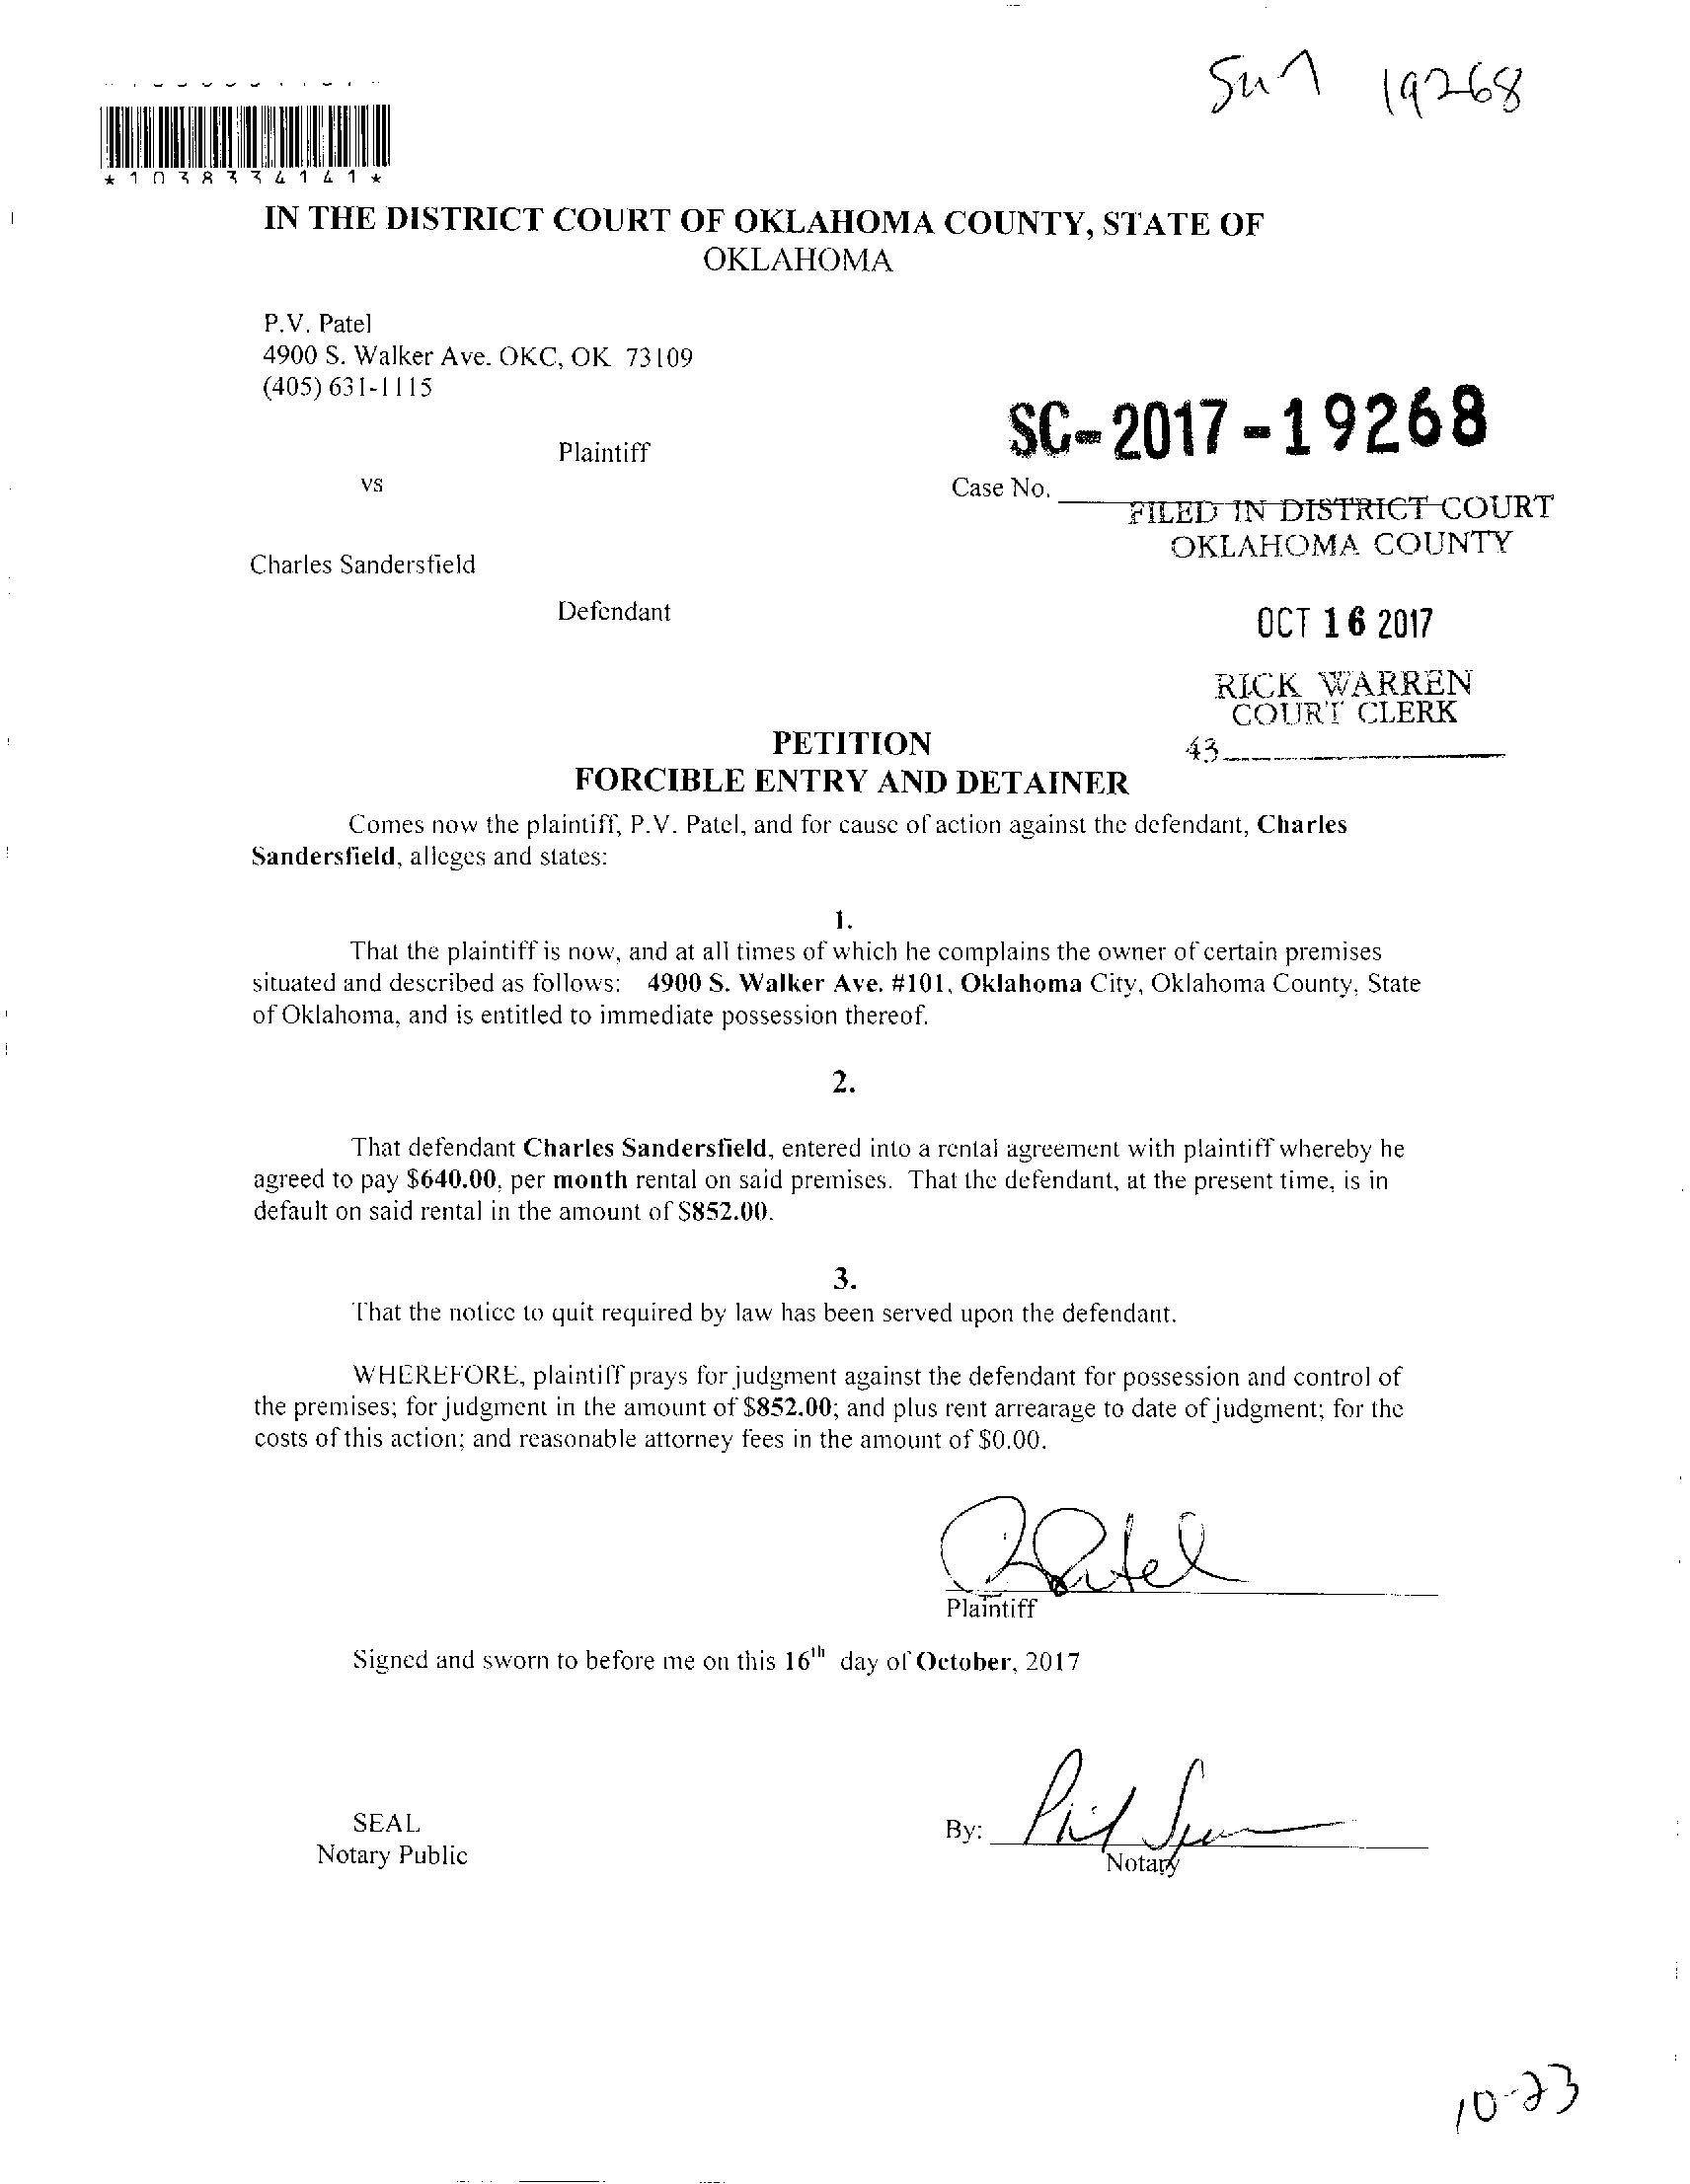 19268
*1038334141*
IN THE DISTRICT COURT OF OKLAHOMA COUNTY, STATE OF
OKLAHOMA
P.V. Patel
4900 S. Walker Ave. OKC, OK 73109
(405) 631-1115
SC-2017-19268
Plaintiff
vs
Case No.
FILED IN DISTRICT COURT
OKLAHOMA COUNTY
Charles Sandersfield
Defendant
OCT 16 2017
RICK WARREN
COURT CLERK
43
PETITION
FORCIBLE ENTRY AND DETAINER
Comes now the plaintiff, P.V. Patel, and for cause of action against the defendant, Charles
Sandersfield, alleges and states:
1.
That the plaintiff is now, and at all times of which he complains the owner of certain premises
situated and described as follows: 4900 S. Walker Ave. #101, Oklahoma City, Oklahoma County, State
of Oklahoma, and is entitled to immediate possession thereof.
2.
That defendant Charles Sandersfield, entered into a rental agreement with plaintiff whereby he
agreed to pay $640.00, per month rental on said premises. That the defendant, at the present time, is in
default on said rental in the amount of $852.00.
3.
That the notice to quit required by law has been served upon the defendant.
WHEREFORE, plaintiff prays for judgment against the defendant for possession and control of
the premises; for judgment in the amount of $852.00; and plus rent arrearage to date of judgment; for the
costs of this action; and reasonable attorney fees in the amount of $0.00.
Patel
Plaintiff
Signed and sworn to before me on this 16th day of October, 2017
SEAL
Notary Public
By:
Notary
10-23